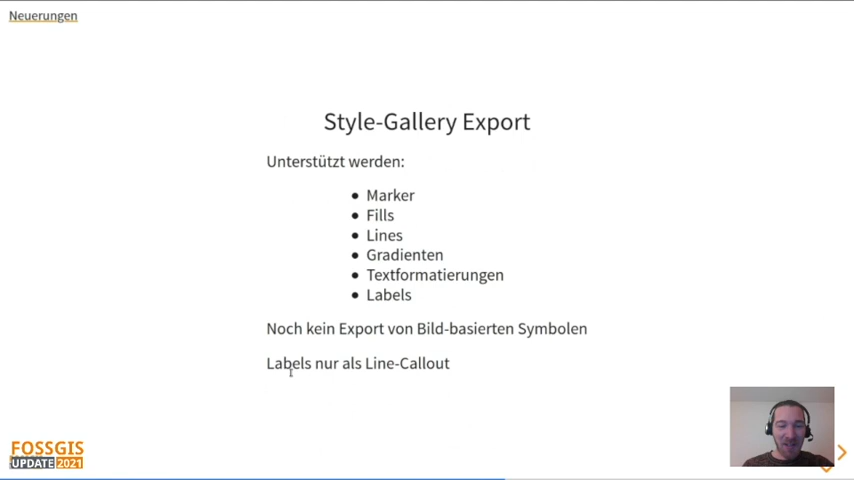 Neuerungen
Style-Gallery Export
Unterstützt werden:
• Marker
• Fills
• Lines
• Gradienten
• Textformatierungen
• Labels
Noch kein Export von Bild-basierten Symbolen
Labels nur als Line-Callout
FOSSGIS
UPDATE 2021